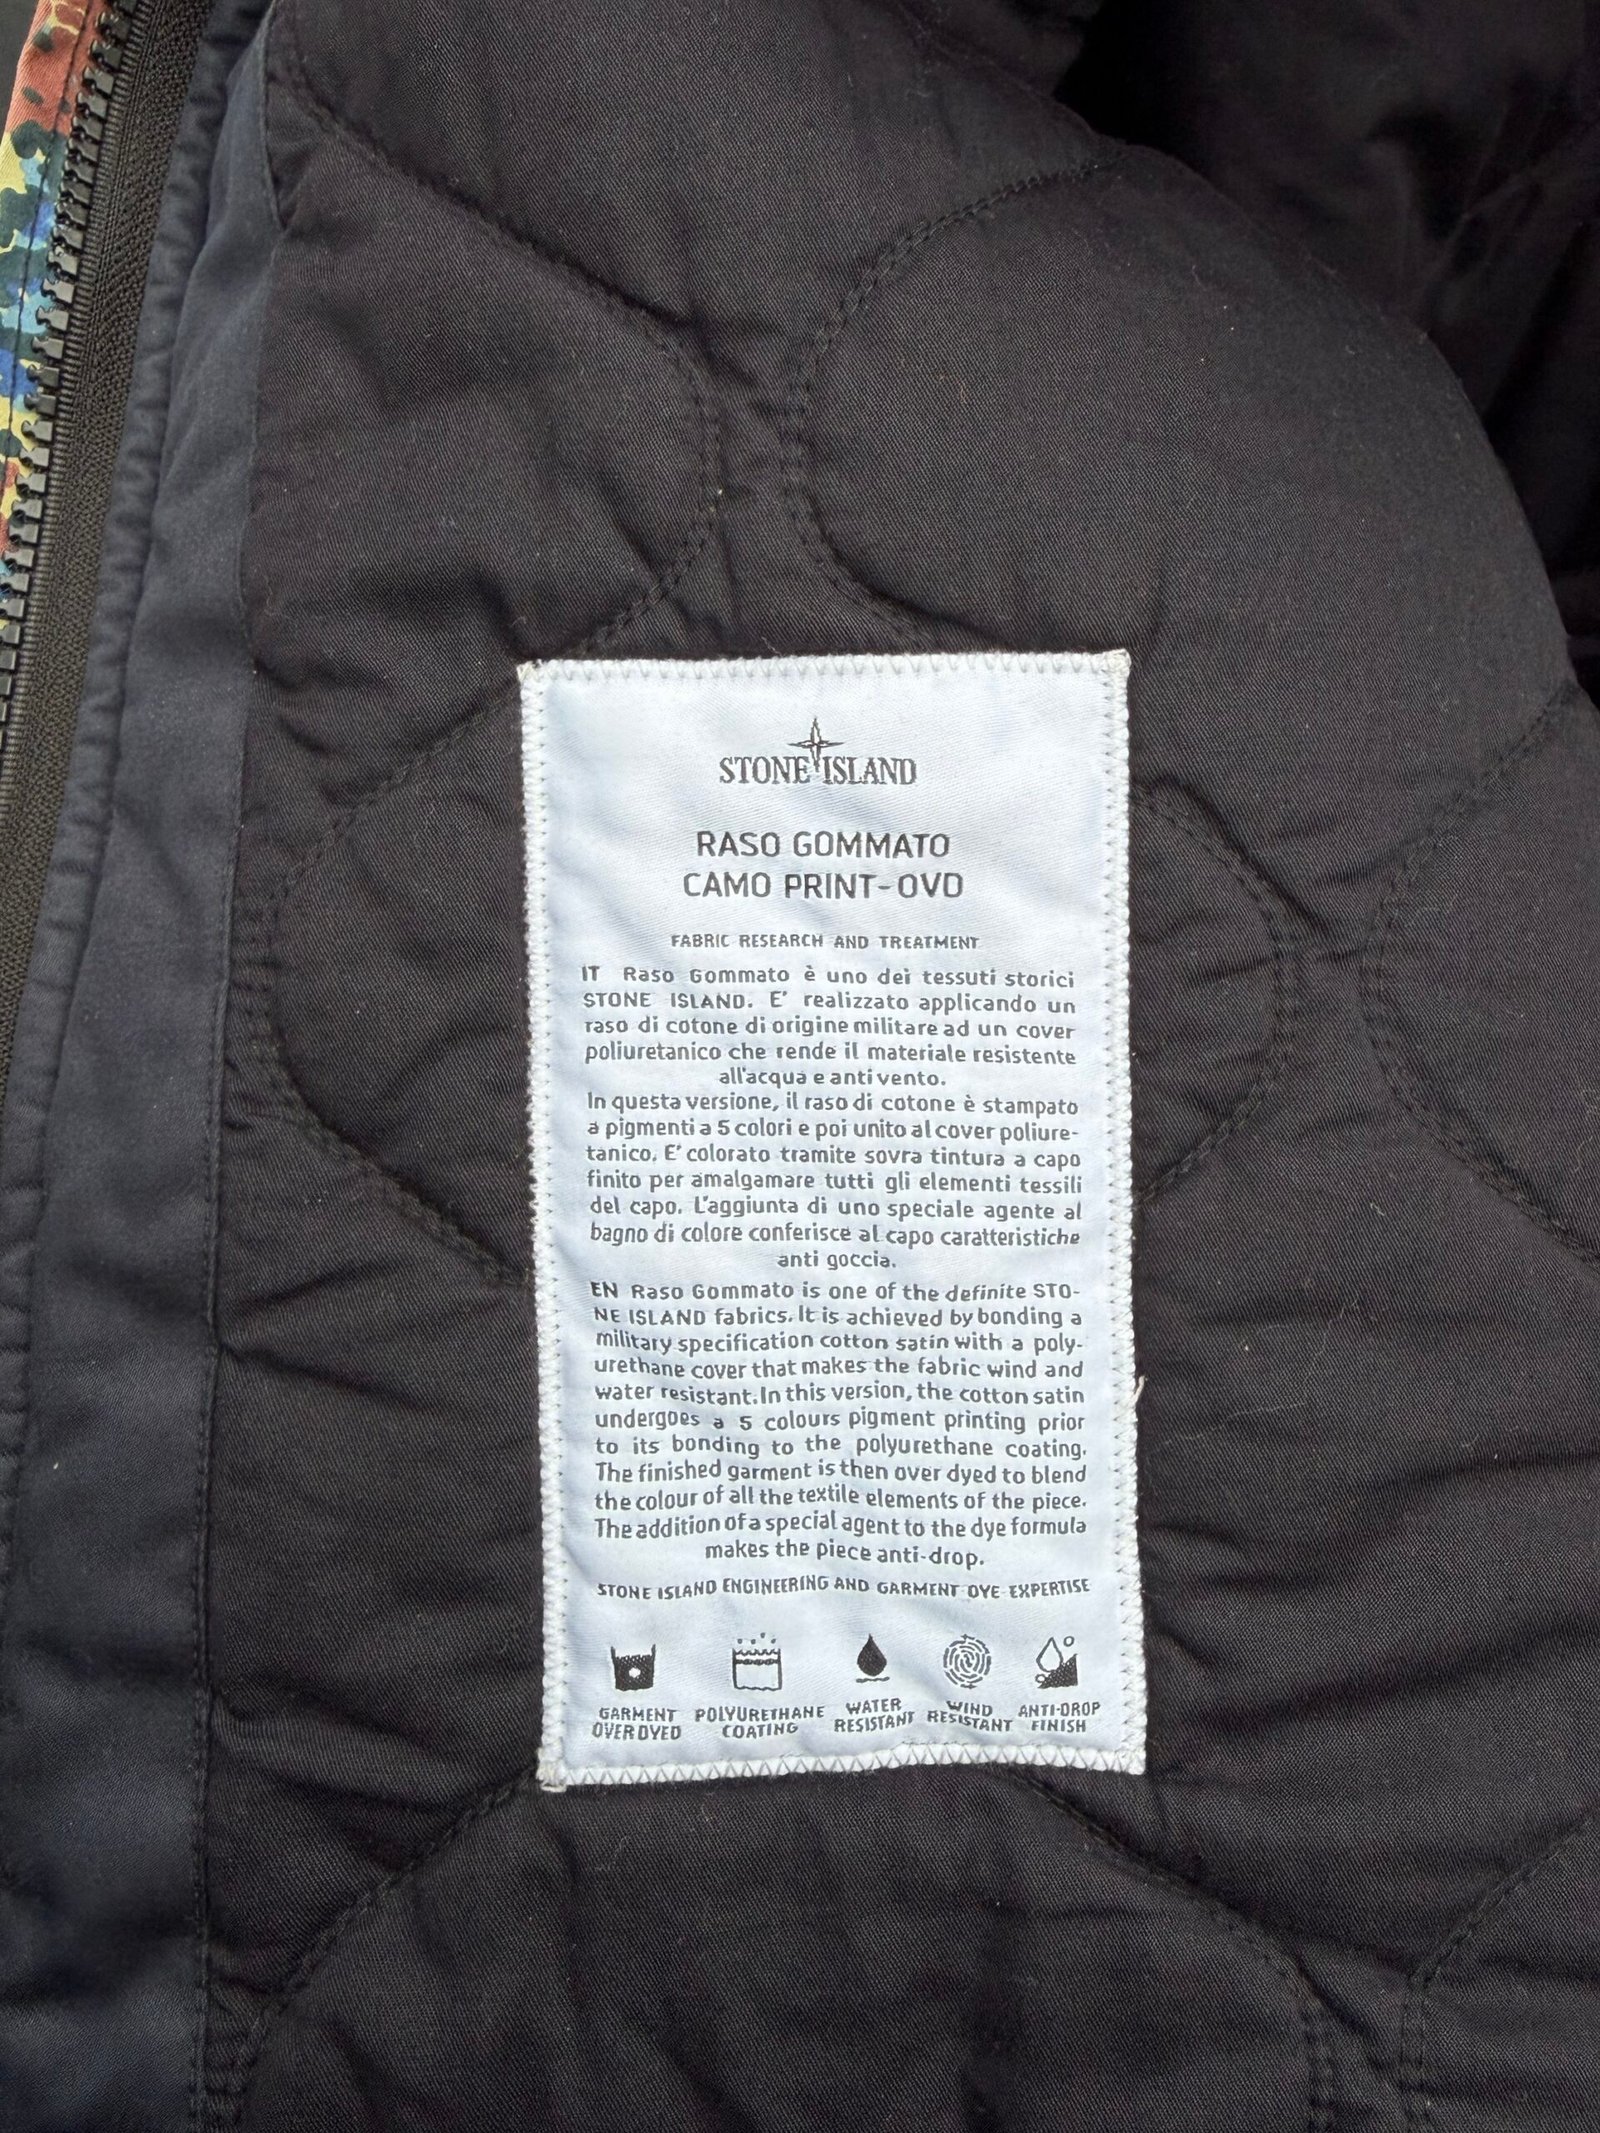 STONE ISLAND
RASO GOMMATO
CAMO PRINT-OVD
FABRIC RESEARCH AND TREATMENT
IT Raso Gommato è uno dei tessuti storici
STONE ISLAND. E' realizzato applicando un
raso di cotone di origine militare ad un cover
poliuretanico che rende il materiale resistente
all'acqua e anti vento.
In questa versione, il raso di cotone è stampato
a pigmenti a 5 colori e poi unito al cover poliure-
tanico. E' colorato tramite sovra tintura a capo
finito per amalgamare tutti gli elementi tessili
del capo. L'aggiunta di uno speciale agente al
bagno di colore conferisce al capo caratteristiche
anti goccia.
EN Raso Gommato is one of the definite STO-
NE ISLAND fabrics. It is achieved by bonding a
military specification cotton satin with a poly-
urethane cover that makes the fabric wind and
water resistant. In this version, the cotton satin
undergoes a 5 colours pigment printing prior
to its bonding to the polyurethane coating.
The finished garment is then over dyed to blend
the colour of all the textile elements of the piece.
The addition of a special agent to the dye formula
makes the piece anti-drop.
STONE ISLAND ENGINEERING AND GARMENT DYE EXPERTISE
GARMENT POLYURETHANE WATER WIND ANTI-DROP
OVERDYED COATING RESISTANT RESISTANT FINISH